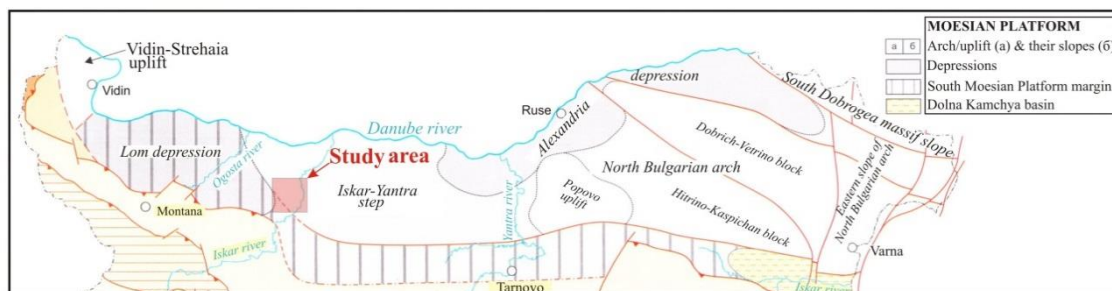 Vidin-Strehaia
uplift
Vidin
Lom depression
Ogosta river
Montana
Iskar river
Danube river
Study area
Iskar-Yantra
step
Yantra river
Tarnovo
Ruse
Alexandria
depression
Popovo
uplift
North Bulgarian arch
Dobrich-Vetrino block
Hitrino-Kaspichan block
South Dobrogea massif slope
Eastern slope of
North Bulgarian arch
Varna
Iskar river
MOESIAN PLATFORM
a б Arch/uplift (a) & their slopes (б)
Depressions
South Moesian Platform margin
Dolna Kamchya basin